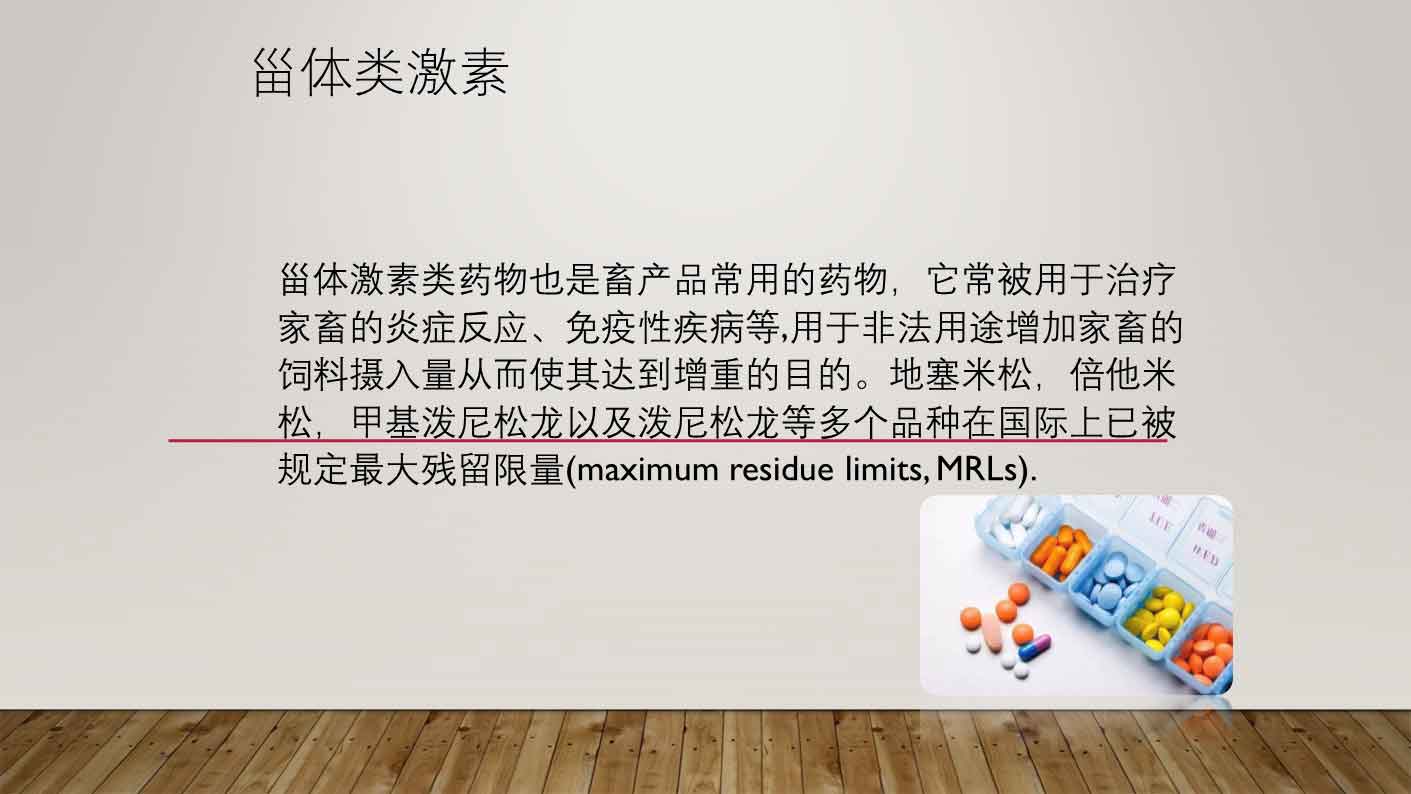 甾体类激素
甾体激素类药物也是畜产品常用的药物，它常被用于治疗
家畜的炎症反应、免疫性疾病等,用于非法用途增加家畜的
饲料摄入量从而使其达到增重的目的。地塞米松，倍他米
松，甲基泼尼松龙以及泼尼松龙等多个品种在国际上已被
规定最大残留限量(maximum residue limits, MRLs).